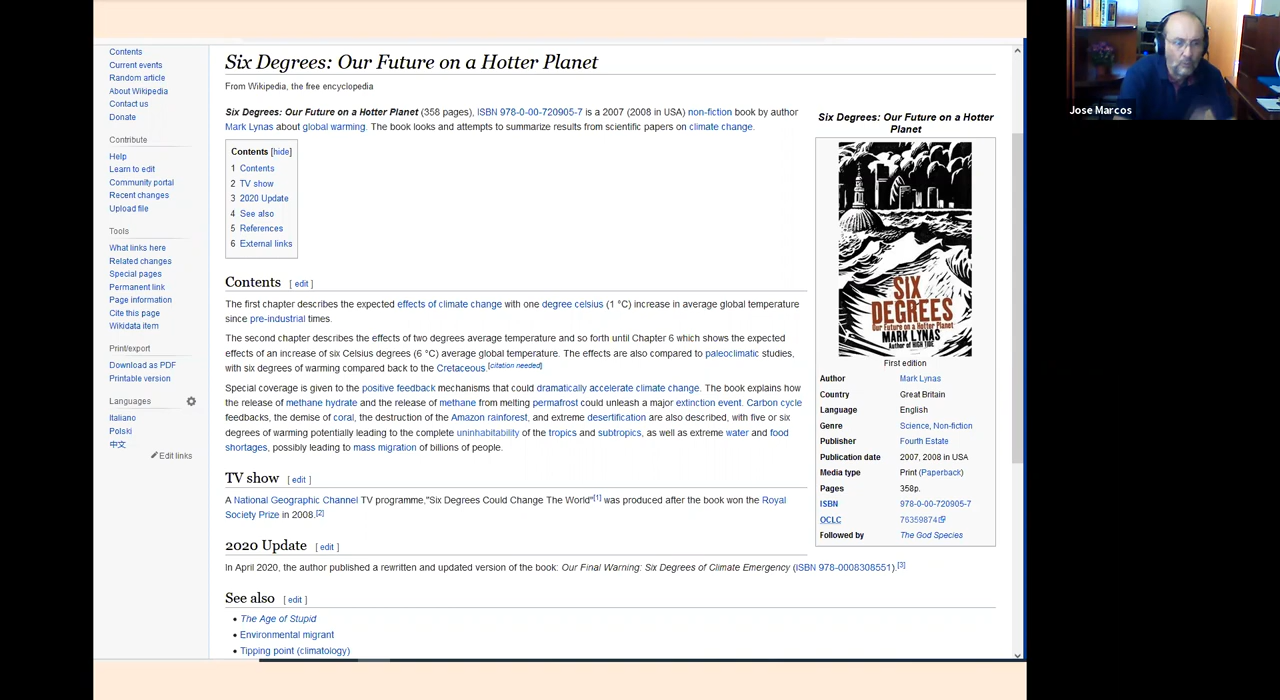 Contents
Current events
Random article
About Wikipedia
Contact us
Donate
Contribute
Help
Learn to edit
Community portal
Recent changes
Upload file
Tools
What links here
Related changes
Special pages
Permanent link
Page information
Cite this page
Wikidata item
Print/export
Download as PDF
Printable version
Languages
Italiano
Polski
中文
Edit links
Six Degrees: Our Future on a Hotter Planet
From Wikipedia, the free encyclopedia
Six Degrees: Our Future on a Hotter Planet (358 pages), ISBN 978-0-00-720905-7 is a 2007 (2008 in USA) non-fiction book by author
Mark Lynas about global warming. The book looks and attempts to summarize results from scientific papers on climate change.
Contents [hide]
1 Contents
2 TV show
3 2020 Update
4 See also
5 References
6 External links
Contents [ edit ]
The first chapter describes the expected effects of climate change with one degree celsius (1 °C) increase in average global temperature
since pre-industrial times.
The second chapter describes the effects of two degrees average temperature and so forth until Chapter 6 which shows the expected
effects of an increase of six Celsius degrees (6 °C) average global temperature. The effects are also compared to paleoclimatic studies,
with six degrees of warming compared back to the Cretaceous.[citation needed]
Special coverage is given to the positive feedback mechanisms that could dramatically accelerate climate change. The book explains how
the release of methane hydrate and the release of methane from melting permafrost could unleash a major extinction event. Carbon cycle
feedbacks, the demise of coral, the destruction of the Amazon rainforest, and extreme desertification are also described, with five or six
degrees of warming potentially leading to the complete uninhabitability of the tropics and subtropics, as well as extreme water and food
shortages, possibly leading to mass migration of billions of people.
TV show [ edit ]
A National Geographic Channel TV programme,"Six Degrees Could Change The World"[1] was produced after the book won the Royal
Society Prize in 2008.[2]
2020 Update [ edit ]
In April 2020, the author published a rewritten and updated version of the book: Our Final Warning: Six Degrees of Climate Emergency (ISBN 978-0008308551).[3]
See also [ edit ]
• The Age of Stupid
• Environmental migrant
• Tipping point (climatology)
Six Degrees: Our Future on a Hotter
Planet
SIX
DEGREES
Our Future on a Hotter Planet
MARK LYNAS
Author of HIGH TIDE
First edition
Author Mark Lynas
Country Great Britain
Language English
Genre Science, Non-fiction
Publisher Fourth Estate
Publication date 2007, 2008 in USA
Media type Print (Paperback)
Pages 358p.
ISBN 978-0-00-720905-7
OCLC 76359874
Followed by The God Species
Jose Marcos